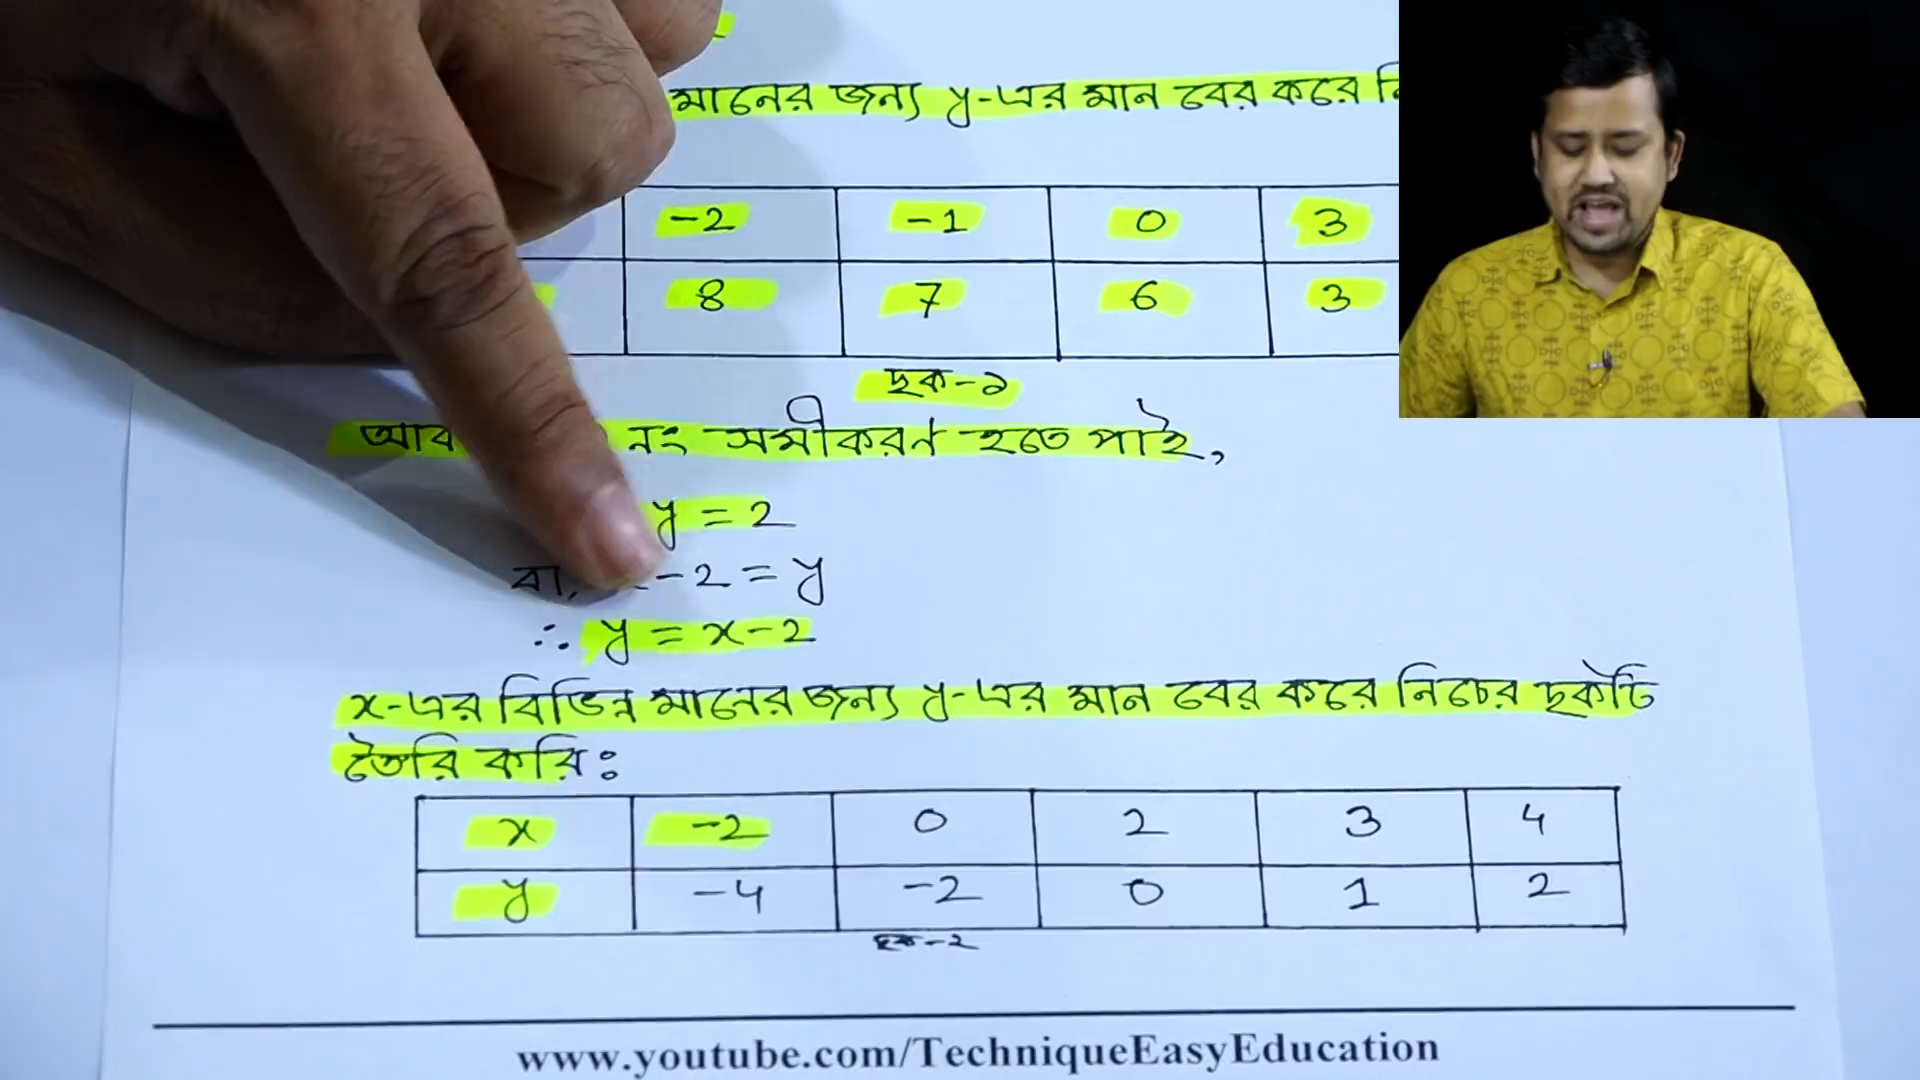 মানের জন্য y-এর মান বের করে
-2 -1 0 3
8 7 6 3
ছক-১
নং সমীকরণ হতে পাই,
y = 2
বা, -2 = y
∴ y = x-2
x-এর বিভিন্ন মানের জন্য y-এর মান বের করে নিচের ছকটি
তৈরি করি:
x -2 0 2 3 4
y -4 -2 0 1 2
ছক-২
www.youtube.com/TechniqueEasyEducation